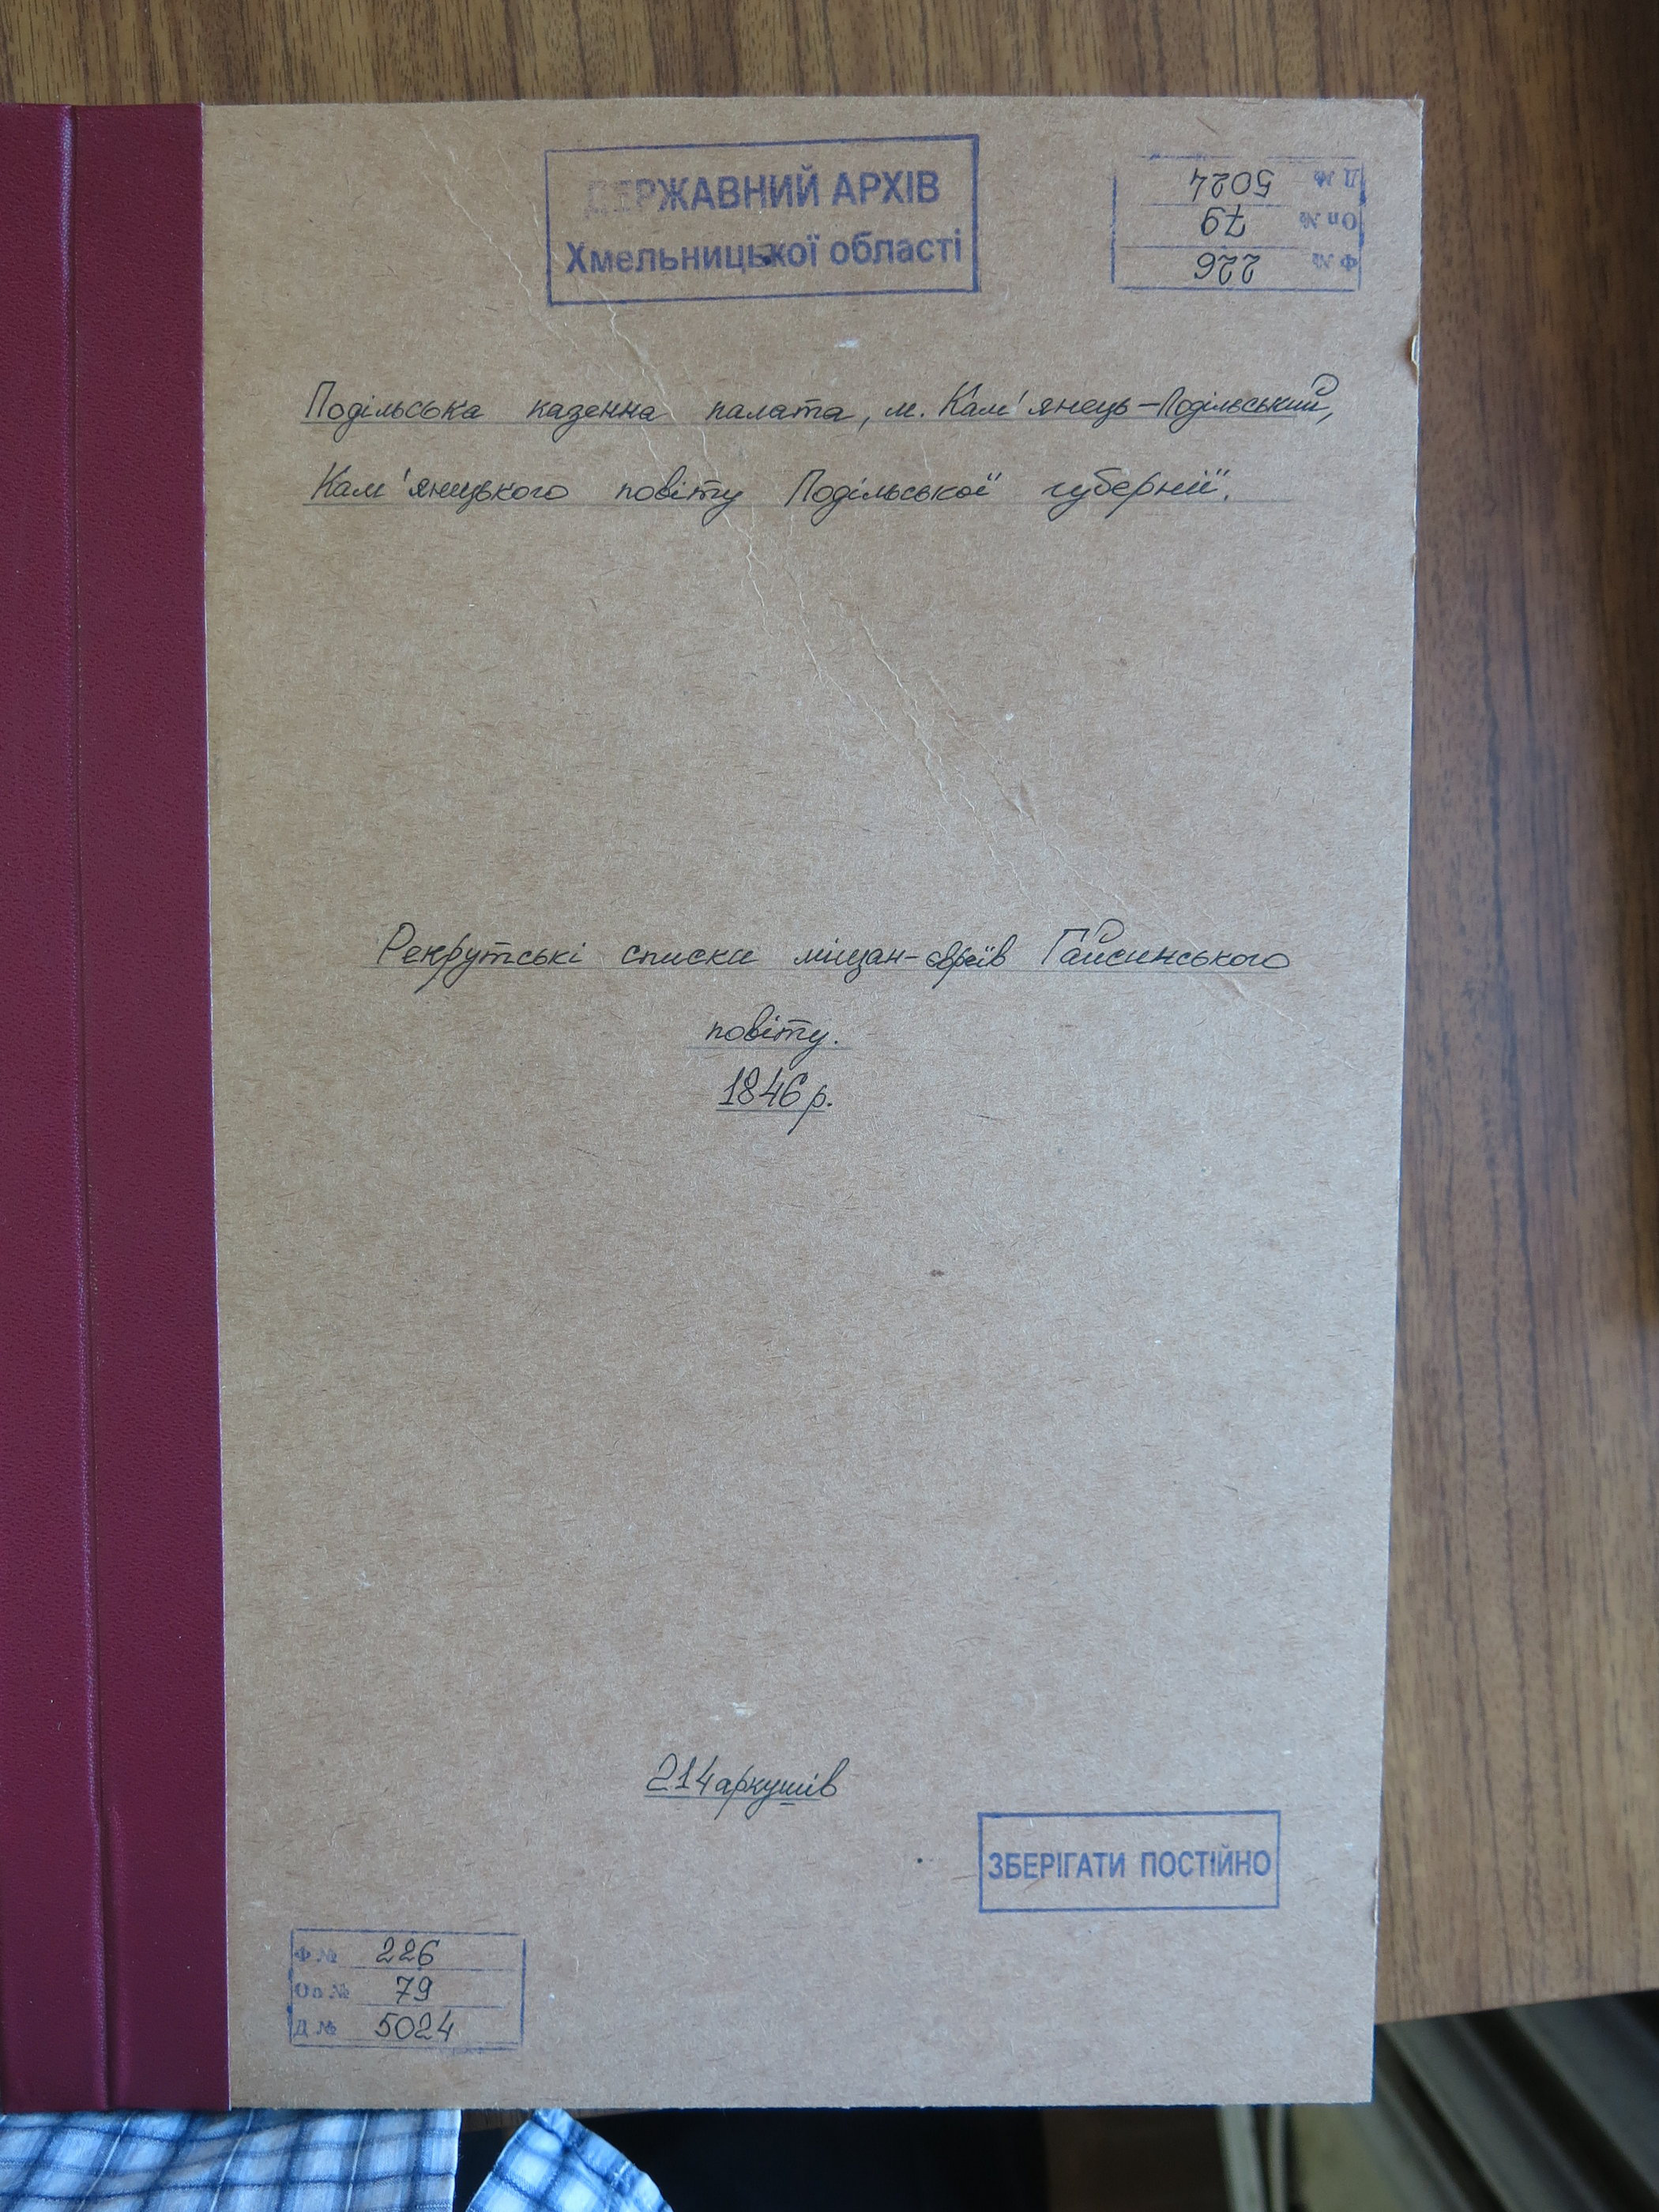 ДЕРЖАВНИЙ АРХІВ
Хмельницької області
Ф № 226
Оп № 79
Д № 5024
Подільська казенна палата, м. Кам'янець-Подільський,
Кам'янецького повіту Подільської губернії.
Рекрутські списки міщан-євреїв Гайсинського
повіту.
1846 р.
214 аркушів
ЗБЕРІГАТИ ПОСТІЙНО
Ф № 226
Оп № 79
Д № 5024